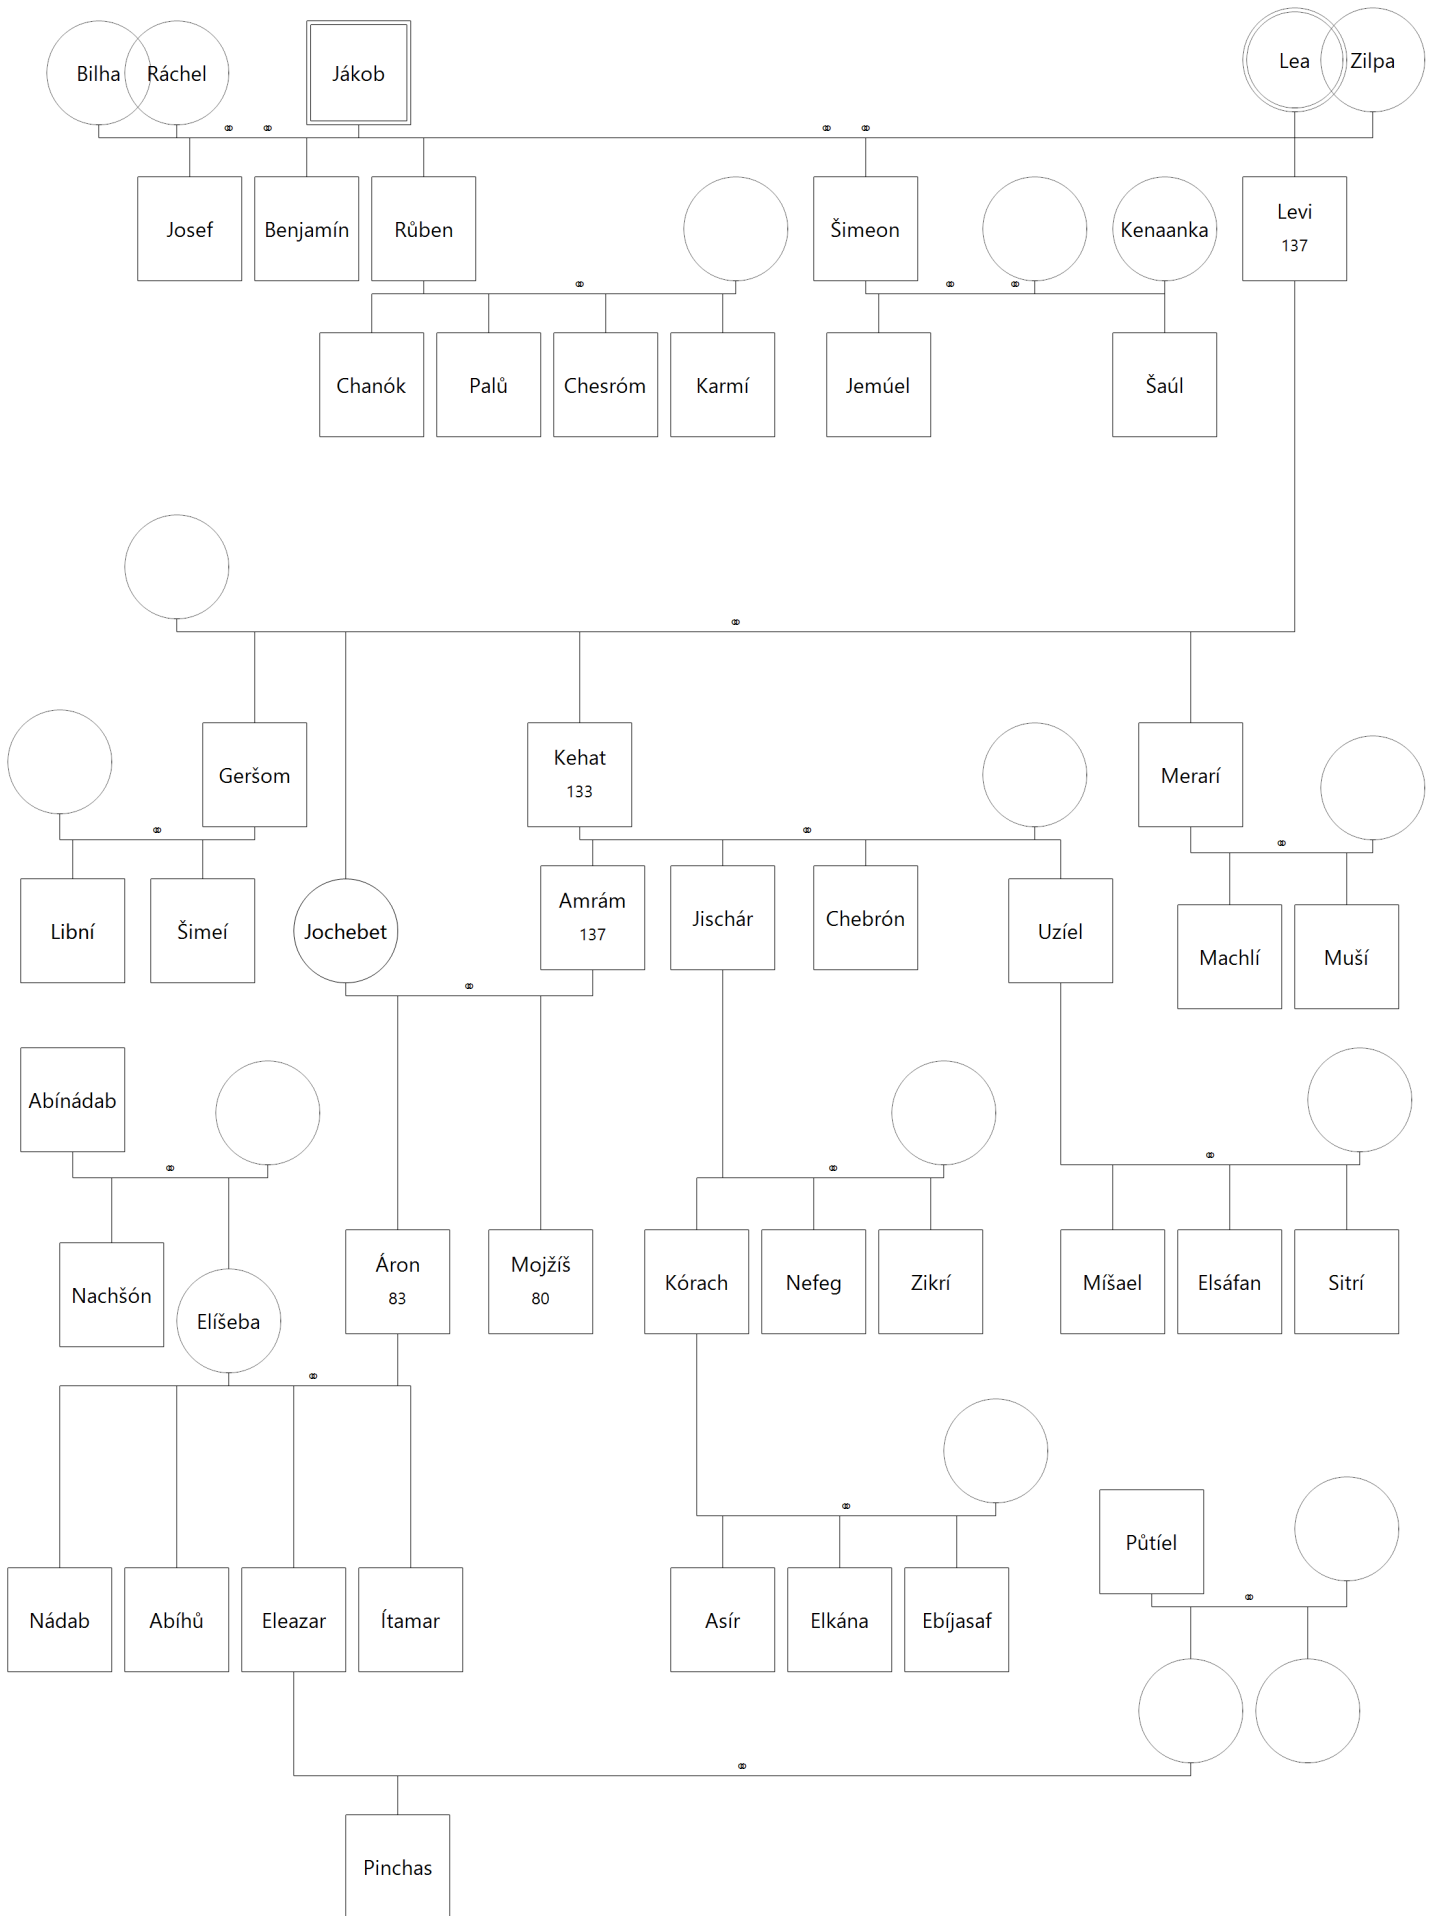 Bilha
Ráchel
Jákob
Lea
Zilpa
Josef
Benjamín
Růben
Šimeon
Kenaanka
Levi
137
Chanók
Palů
Chesróm
Karmí
Jemúel
Šaúl
Geršom
Kehat
133
Merarí
Libní
Šimeí
Jochebet
Amrám
137
Jischár
Chebrón
Uzíel
Machlí
Muší
Abínádab
Nachšón
Elíšeba
Áron
83
Mojžíš
80
Kórach
Nefeg
Zikrí
Míšael
Elsáfan
Sitrí
Nádab
Abíhů
Eleazar
Ítamar
Asír
Elkána
Ebíjasaf
Půtíel
Pinchas